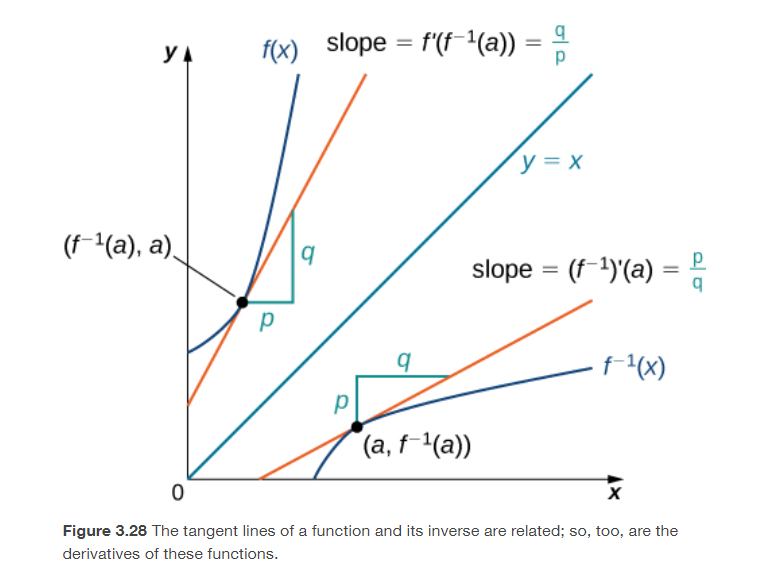 y
f(x)
slope = f'(f⁻¹(a)) = q/p
y = x
(f⁻¹(a), a)
q
p
slope = (f⁻¹)'(a) = p/q
q
f⁻¹(x)
p
(a, f⁻¹(a))
0
x
Figure 3.28 The tangent lines of a function and its inverse are related; so, too, are the
derivatives of these functions.